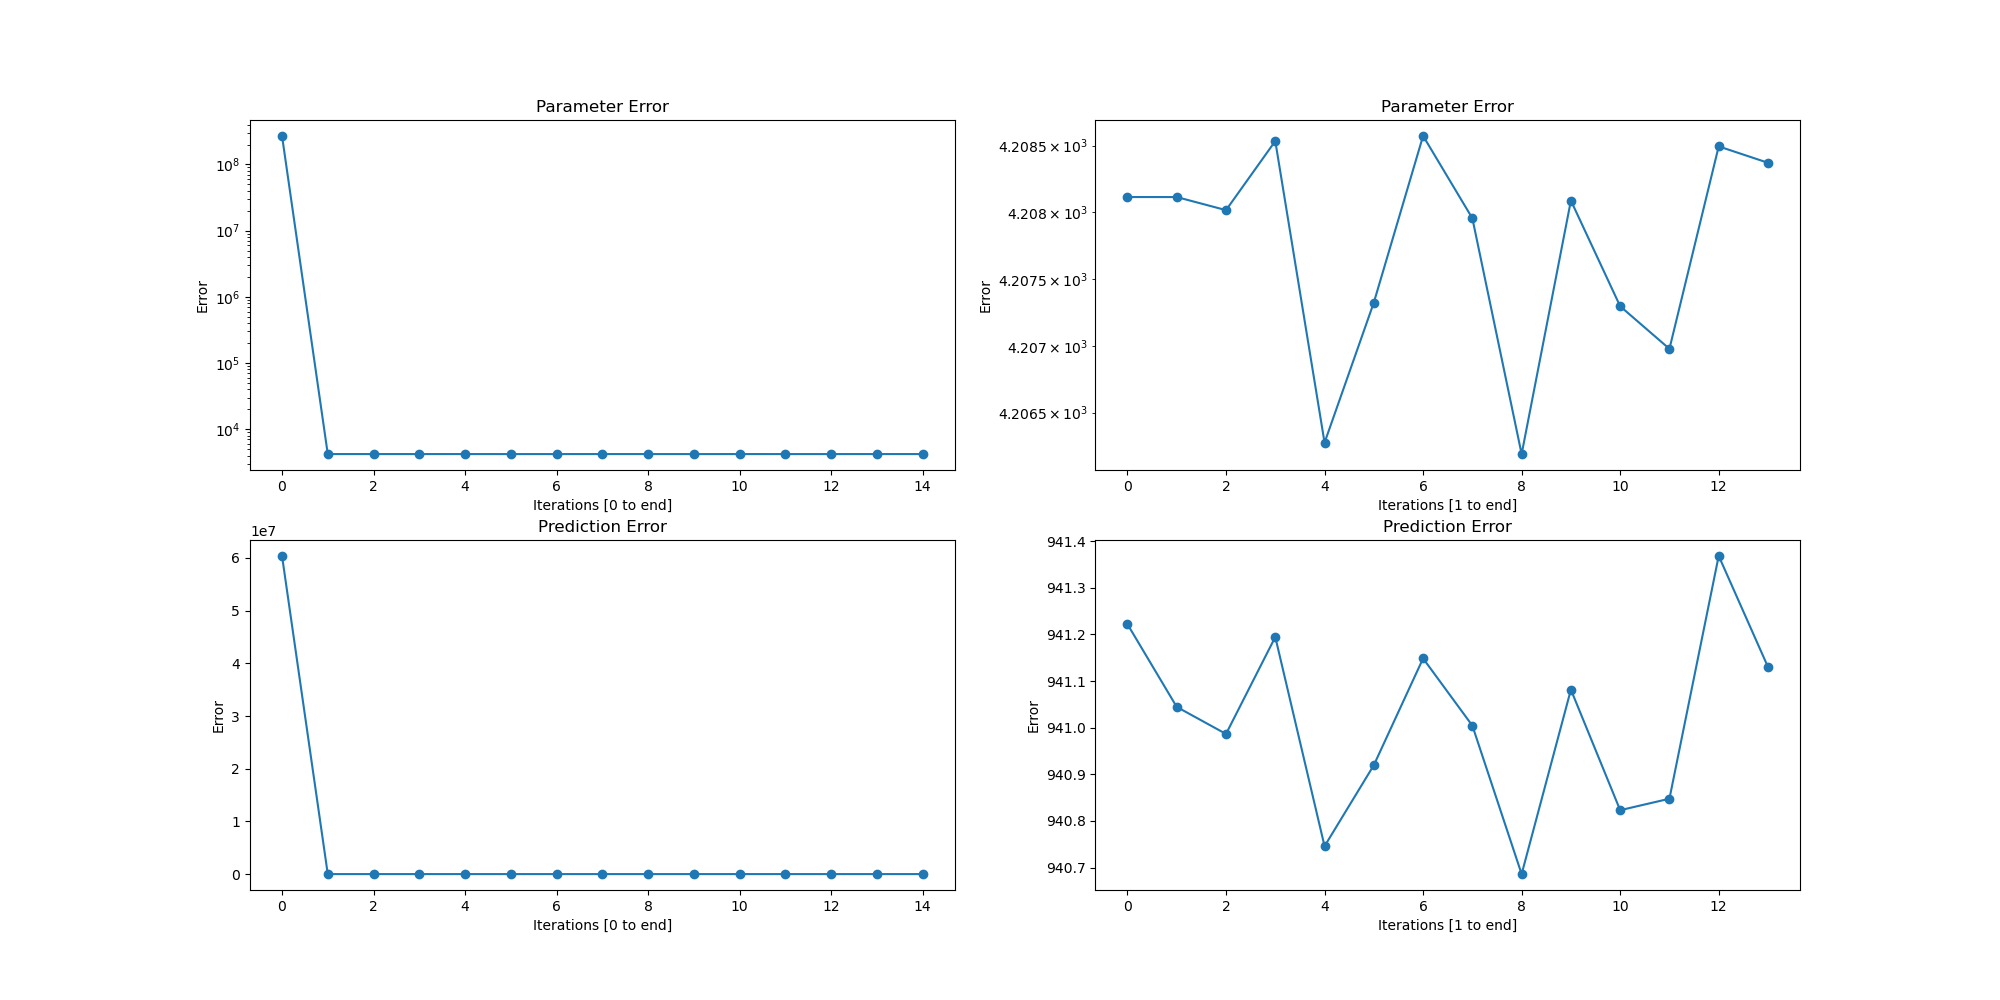 Parameter Error
10^8
10^7
10^6
10^5
10^4
Error
0 2 4 6 8 10 12 14
Iterations [0 to end]
Parameter Error
4.2085 × 10^3
4.208 × 10^3
4.2075 × 10^3
4.207 × 10^3
4.2065 × 10^3
Error
0 2 4 6 8 10 12
Iterations [1 to end]
Prediction Error
1e7
6
5
4
3
2
1
0
Error
0 2 4 6 8 10 12 14
Iterations [0 to end]
Prediction Error
941.4
941.3
941.2
941.1
941.0
940.9
940.8
940.7
Error
0 2 4 6 8 10 12
Iterations [1 to end]